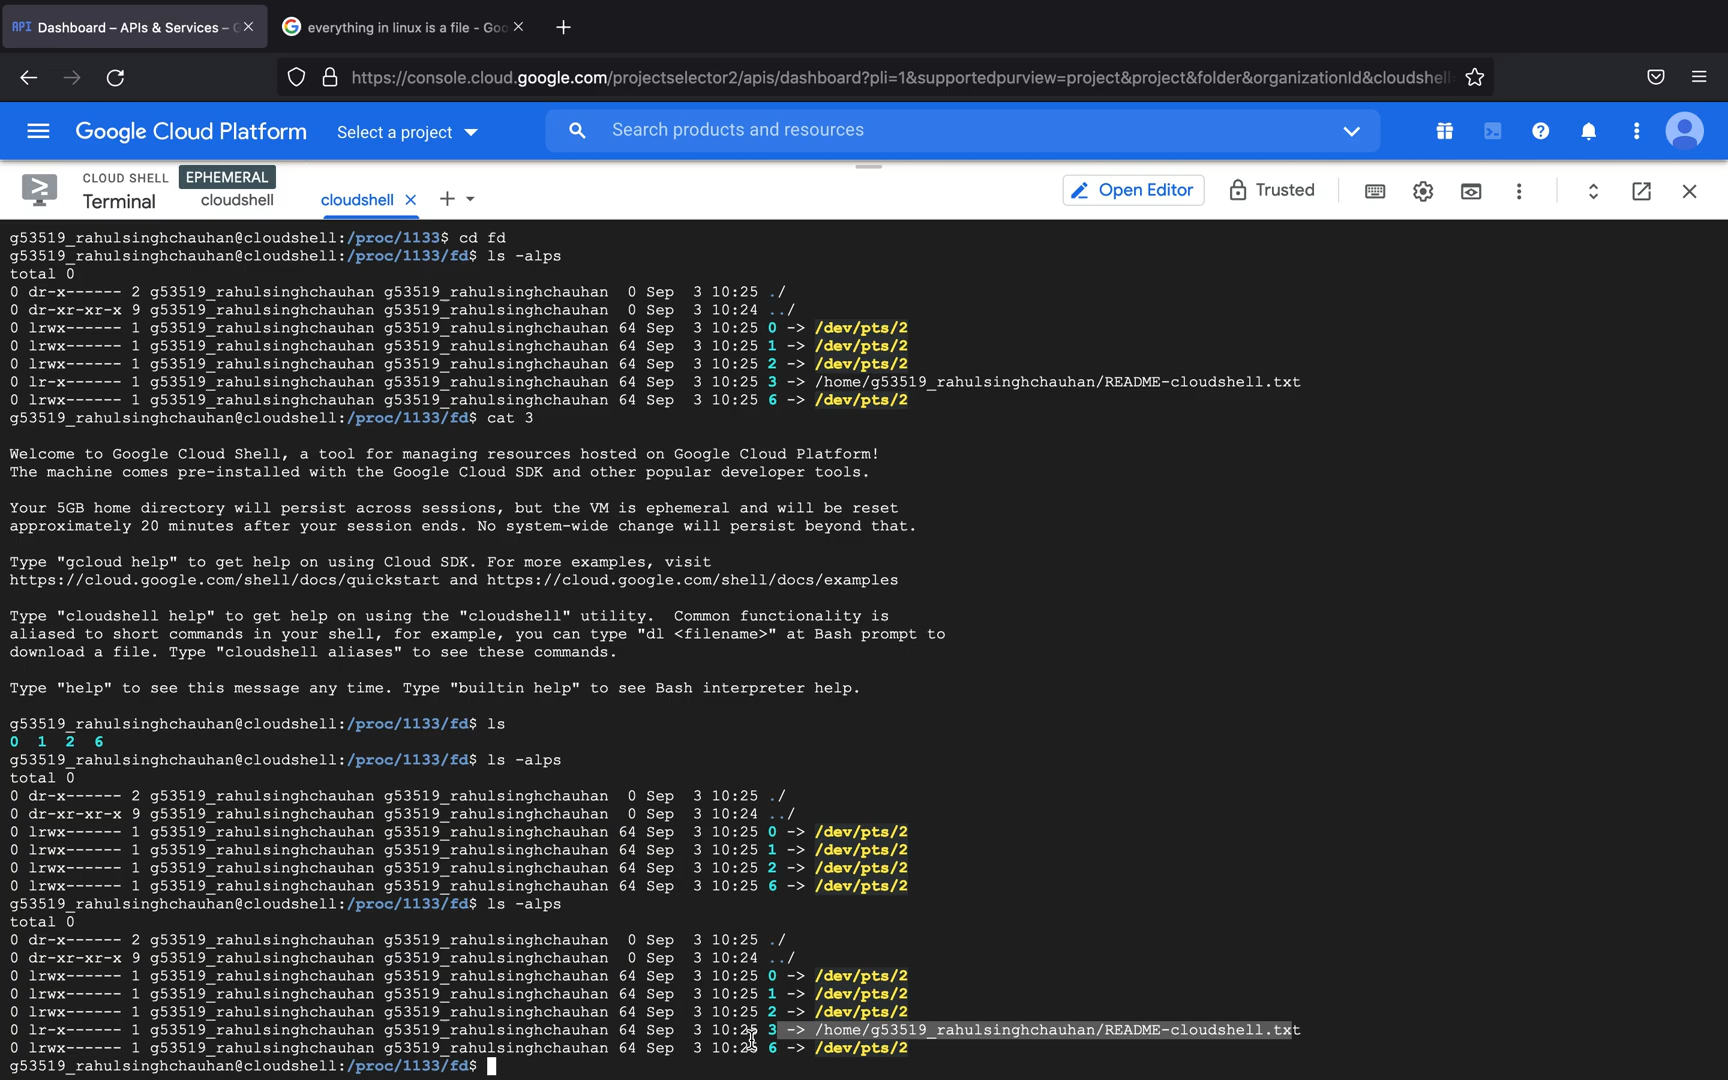 API Dashboard – APIs & Services – G
everything in linux is a file - Goo
https://console.cloud.google.com/projectselector2/apis/dashboard?pli=1&supportedpurview=project&project&folder&organizationId&cloudshell
Google Cloud Platform
Select a project
Search products and resources
CLOUD SHELL
Terminal
EPHEMERAL
cloudshell
cloudshell
Open Editor
Trusted
g53519_rahulsinghchauhan@cloudshell:/proc/1133$ cd fd
g53519_rahulsinghchauhan@cloudshell:/proc/1133/fd$ ls -alps
total 0
0 dr-x------ 2 g53519_rahulsinghchauhan g53519_rahulsinghchauhan  0 Sep  3 10:25 ./
0 dr-xr-xr-x 9 g53519_rahulsinghchauhan g53519_rahulsinghchauhan  0 Sep  3 10:24 ../
0 lrwx------ 1 g53519_rahulsinghchauhan g53519_rahulsinghchauhan 64 Sep  3 10:25 0 -> /dev/pts/2
0 lrwx------ 1 g53519_rahulsinghchauhan g53519_rahulsinghchauhan 64 Sep  3 10:25 1 -> /dev/pts/2
0 lrwx------ 1 g53519_rahulsinghchauhan g53519_rahulsinghchauhan 64 Sep  3 10:25 2 -> /dev/pts/2
0 lr-x------ 1 g53519_rahulsinghchauhan g53519_rahulsinghchauhan 64 Sep  3 10:25 3 -> /home/g53519_rahulsinghchauhan/README-cloudshell.txt
0 lrwx------ 1 g53519_rahulsinghchauhan g53519_rahulsinghchauhan 64 Sep  3 10:25 6 -> /dev/pts/2
g53519_rahulsinghchauhan@cloudshell:/proc/1133/fd$ cat 3
Welcome to Google Cloud Shell, a tool for managing resources hosted on Google Cloud Platform!
The machine comes pre-installed with the Google Cloud SDK and other popular developer tools.
Your 5GB home directory will persist across sessions, but the VM is ephemeral and will be reset
approximately 20 minutes after your session ends. No system-wide change will persist beyond that.
Type "gcloud help" to get help on using Cloud SDK. For more examples, visit
https://cloud.google.com/shell/docs/quickstart and https://cloud.google.com/shell/docs/examples
Type "cloudshell help" to get help on using the "cloudshell" utility.  Common functionality is
aliased to short commands in your shell, for example, you can type "dl <filename>" at Bash prompt to
download a file. Type "cloudshell aliases" to see these commands.
Type "help" to see this message any time. Type "builtin help" to see Bash interpreter help.
g53519_rahulsinghchauhan@cloudshell:/proc/1133/fd$ ls
0  1  2  6
g53519_rahulsinghchauhan@cloudshell:/proc/1133/fd$ ls -alps
total 0
0 dr-x------ 2 g53519_rahulsinghchauhan g53519_rahulsinghchauhan  0 Sep  3 10:25 ./
0 dr-xr-xr-x 9 g53519_rahulsinghchauhan g53519_rahulsinghchauhan  0 Sep  3 10:24 ../
0 lrwx------ 1 g53519_rahulsinghchauhan g53519_rahulsinghchauhan 64 Sep  3 10:25 0 -> /dev/pts/2
0 lrwx------ 1 g53519_rahulsinghchauhan g53519_rahulsinghchauhan 64 Sep  3 10:25 1 -> /dev/pts/2
0 lrwx------ 1 g53519_rahulsinghchauhan g53519_rahulsinghchauhan 64 Sep  3 10:25 2 -> /dev/pts/2
0 lrwx------ 1 g53519_rahulsinghchauhan g53519_rahulsinghchauhan 64 Sep  3 10:25 6 -> /dev/pts/2
g53519_rahulsinghchauhan@cloudshell:/proc/1133/fd$ ls -alps
total 0
0 dr-x------ 2 g53519_rahulsinghchauhan g53519_rahulsinghchauhan  0 Sep  3 10:25 ./
0 dr-xr-xr-x 9 g53519_rahulsinghchauhan g53519_rahulsinghchauhan  0 Sep  3 10:24 ../
0 lrwx------ 1 g53519_rahulsinghchauhan g53519_rahulsinghchauhan 64 Sep  3 10:25 0 -> /dev/pts/2
0 lrwx------ 1 g53519_rahulsinghchauhan g53519_rahulsinghchauhan 64 Sep  3 10:25 1 -> /dev/pts/2
0 lrwx------ 1 g53519_rahulsinghchauhan g53519_rahulsinghchauhan 64 Sep  3 10:25 2 -> /dev/pts/2
0 lr-x------ 1 g53519_rahulsinghchauhan g53519_rahulsinghchauhan 64 Sep  3 10:25 3 -> /home/g53519_rahulsinghchauhan/README-cloudshell.txt
0 lrwx------ 1 g53519_rahulsinghchauhan g53519_rahulsinghchauhan 64 Sep  3 10:25 6 -> /dev/pts/2
g53519_rahulsinghchauhan@cloudshell:/proc/1133/fd$